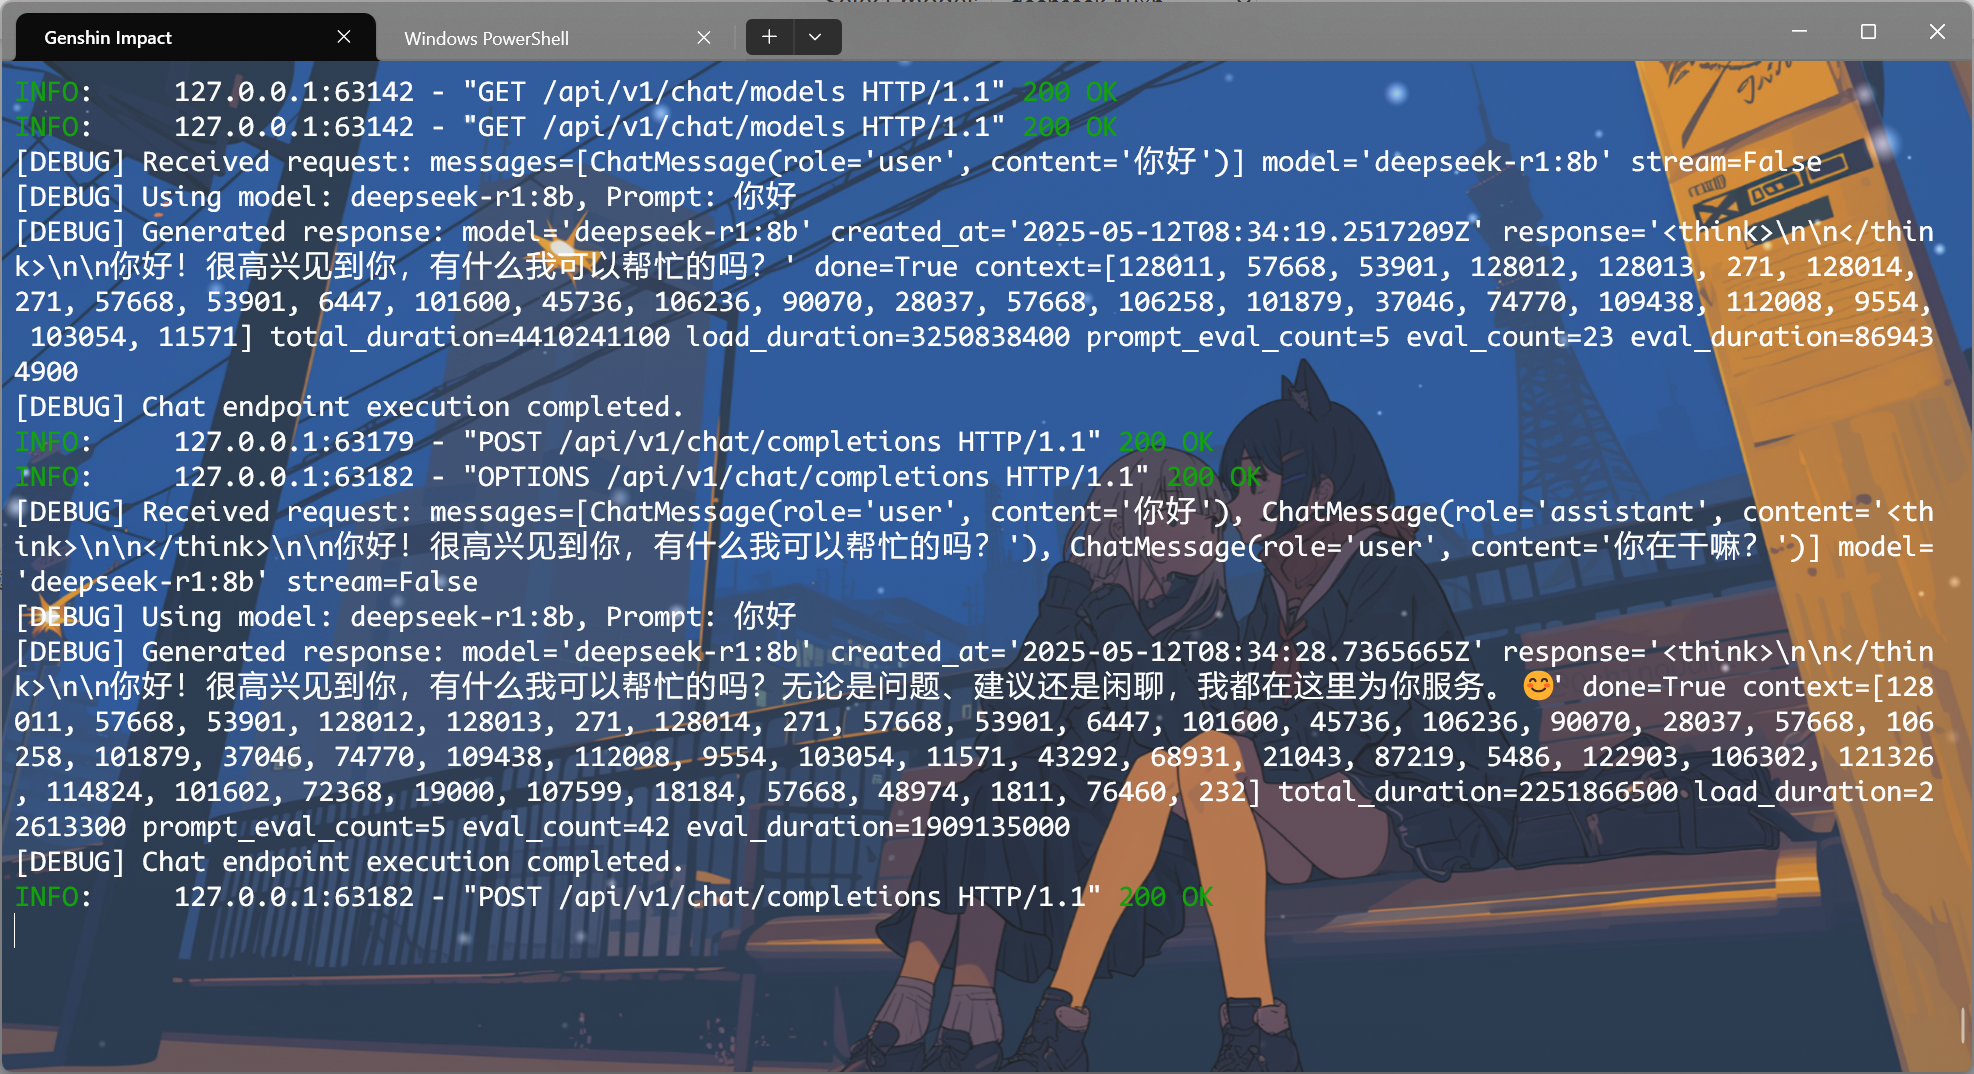 Genshin Impact
Windows PowerShell
INFO:     127.0.0.1:63142 - "GET /api/v1/chat/models HTTP/1.1" 200 OK
INFO:     127.0.0.1:63142 - "GET /api/v1/chat/models HTTP/1.1" 200 OK
[DEBUG] Received request: messages=[ChatMessage(role='user', content='你好')] model='deepseek-r1:8b' stream=False
[DEBUG] Using model: deepseek-r1:8b, Prompt: 你好
[DEBUG] Generated response: model='deepseek-r1:8b' created_at='2025-05-12T08:34:19.2517209Z' response='<think>\n\n</thin
k>\n\n你好！很高兴见到你，有什么我可以帮忙的吗？' done=True context=[128011, 57668, 53901, 128012, 128013, 271, 128014,
271, 57668, 53901, 6447, 101600, 45736, 106236, 90070, 28037, 57668, 106258, 101879, 37046, 74770, 109438, 112008, 9554,
 103054, 11571] total_duration=4410241100 load_duration=3250838400 prompt_eval_count=5 eval_count=23 eval_duration=86943
4900
[DEBUG] Chat endpoint execution completed.
INFO:     127.0.0.1:63179 - "POST /api/v1/chat/completions HTTP/1.1" 200 OK
INFO:     127.0.0.1:63182 - "OPTIONS /api/v1/chat/completions HTTP/1.1" 200 OK
[DEBUG] Received request: messages=[ChatMessage(role='user', content='你好'), ChatMessage(role='assistant', content='<th
ink>\n\n</think>\n\n你好！很高兴见到你，有什么我可以帮忙的吗？'), ChatMessage(role='user', content='你在干嘛？')] model=
'deepseek-r1:8b' stream=False
[DEBUG] Using model: deepseek-r1:8b, Prompt: 你好
[DEBUG] Generated response: model='deepseek-r1:8b' created_at='2025-05-12T08:34:28.7365665Z' response='<think>\n\n</thin
k>\n\n你好！很高兴见到你，有什么我可以帮忙的吗？无论是问题、建议还是闲聊，我都在这里为你服务。😊' done=True context=[128
011, 57668, 53901, 128012, 128013, 271, 128014, 271, 57668, 53901, 6447, 101600, 45736, 106236, 90070, 28037, 57668, 106
258, 101879, 37046, 74770, 109438, 112008, 9554, 103054, 11571, 43292, 68931, 21043, 87219, 5486, 122903, 106302, 121326
, 114824, 101602, 72368, 19000, 107599, 18184, 57668, 48974, 1811, 76460, 232] total_duration=2251866500 load_duration=2
2613300 prompt_eval_count=5 eval_count=42 eval_duration=1909135000
[DEBUG] Chat endpoint execution completed.
INFO:     127.0.0.1:63182 - "POST /api/v1/chat/completions HTTP/1.1" 200 OK